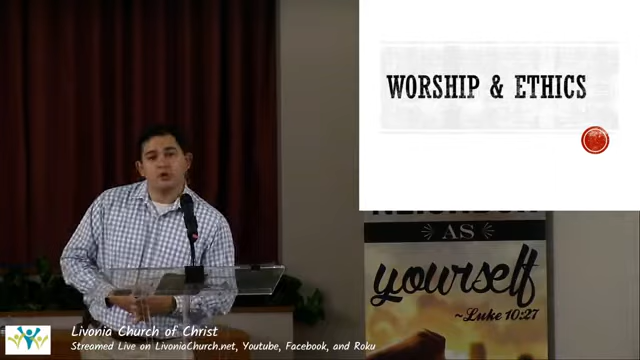 WORSHIP & ETHICS
AS
yourself
~Luke 10:27
Livonia Church of Christ
Streamed Live on LivoniaChurch.net, Youtube, Facebook, and Roku